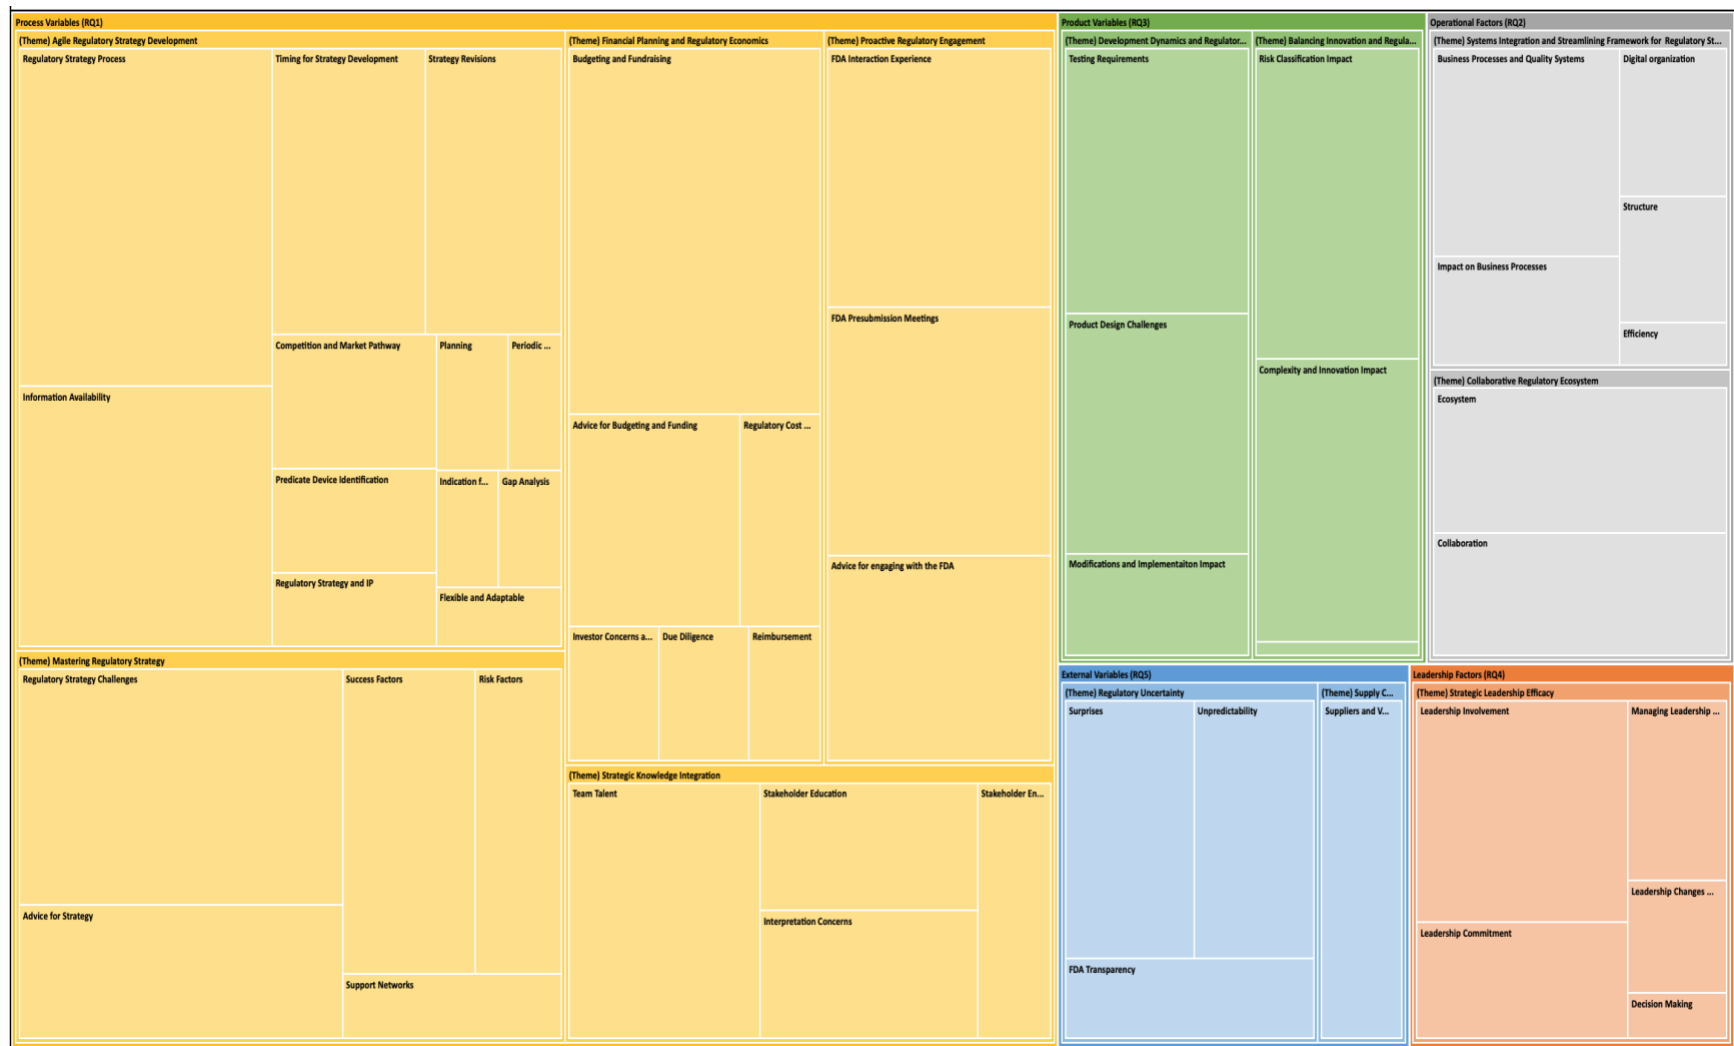 Process Variables (RQ1)
(Theme) Agile Regulatory Strategy Development
Regulatory Strategy Process
Timing for Strategy Development
Strategy Revisions
Competition and Market Pathway
Planning
Periodic ...
Information Availability
Predicate Device Identification
Indication f...
Gap Analysis
Regulatory Strategy and IP
Flexible and Adaptable
(Theme) Mastering Regulatory Strategy
Regulatory Strategy Challenges
Success Factors
Risk Factors
Advice for Strategy
Support Networks
(Theme) Financial Planning and Regulatory Economics
Budgeting and Fundraising
Advice for Budgeting and Funding
Regulatory Cost ...
Investor Concerns a...
Due Diligence
Reimbursement
(Theme) Proactive Regulatory Engagement
FDA Interaction Experience
FDA Presubmission Meetings
Advice for engaging with the FDA
(Theme) Strategic Knowledge Integration
Team Talent
Stakeholder Education
Stakeholder En...
Interpretation Concerns
Product Variables (RQ3)
(Theme) Development Dynamics and Regulator...
Testing Requirements
Product Design Challenges
Modifications and Implementaiton Impact
(Theme) Balancing Innovation and Regula...
Risk Classification Impact
Complexity and Innovation Impact
Operational Factors (RQ2)
(Theme) Systems Integration and Streamlining Framework for Regulatory St...
Business Processes and Quality Systems
Digital organization
Structure
Impact on Business Processes
Efficiency
(Theme) Collaborative Regulatory Ecosystem
Ecosystem
Collaboration
External Variables (RQ5)
(Theme) Regulatory Uncertainty
Surprises
Unpredictability
FDA Transparency
(Theme) Supply C...
Suppliers and V...
Leadership Factors (RQ4)
(Theme) Strategic Leadership Efficacy
Leadership Involvement
Managing Leadership ...
Leadership Changes ...
Leadership Commitment
Decision Making